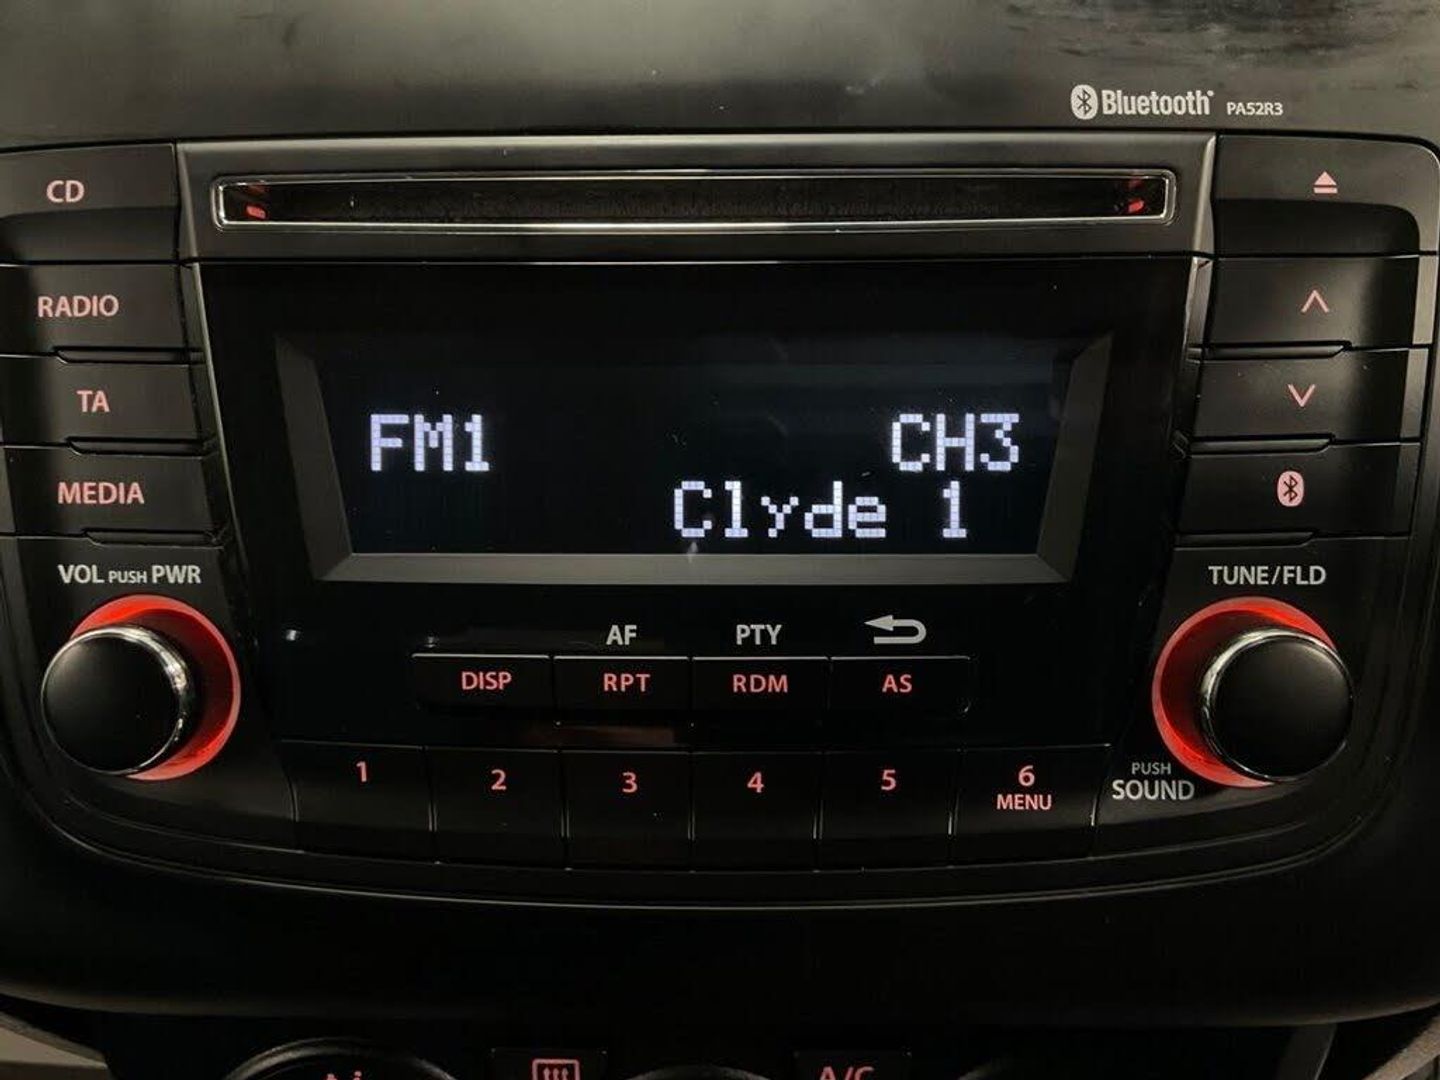 Bluetooth PA52R3
CD
RADIO
TA
MEDIA
FM1 CH3
Clyde 1
VOL PUSH PWR
TUNE/FLD
AF PTY
DISP RPT RDM AS
1 2 3 4 5 6
MENU
PUSH
SOUND
A/C